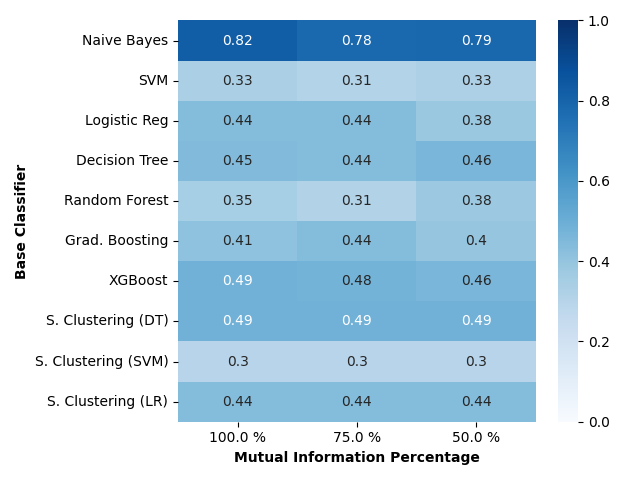 Base Classifier
Naive Bayes 0.82 0.78 0.79
SVM 0.33 0.31 0.33
Logistic Reg 0.44 0.44 0.38
Decision Tree 0.45 0.44 0.46
Random Forest 0.35 0.31 0.38
Grad. Boosting 0.41 0.44 0.4
XGBoost 0.49 0.48 0.46
S. Clustering (DT) 0.49 0.49 0.49
S. Clustering (SVM) 0.3 0.3 0.3
S. Clustering (LR) 0.44 0.44 0.44
100.0 % 75.0 % 50.0 %
Mutual Information Percentage
1.0
0.8
0.6
0.4
0.2
0.0